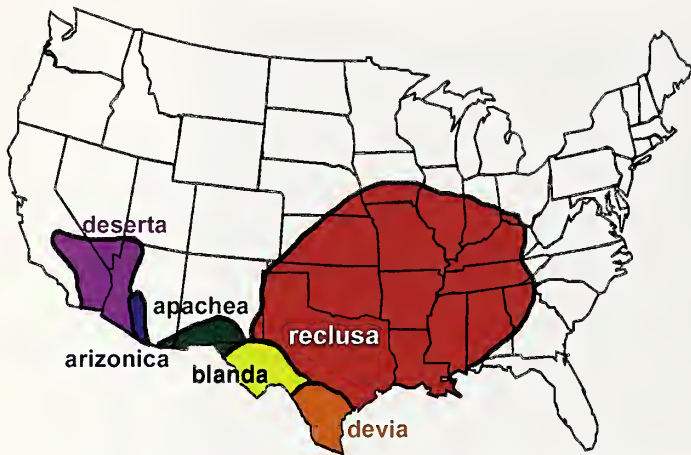 deserta
apachea
arizonica
reclusa
blanda
devia